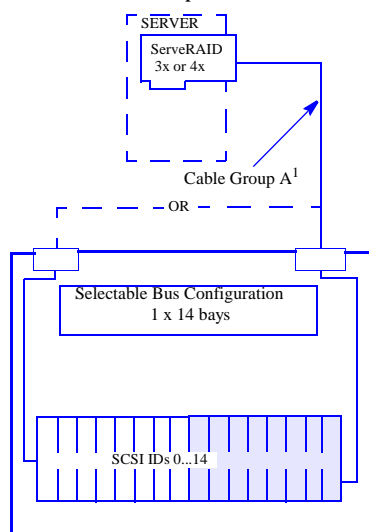 SERVER
ServeRAID
3x or 4x
Cable Group A1
OR
Selectable Bus Configuration
1 x 14 bays
SCSI IDs 0...14